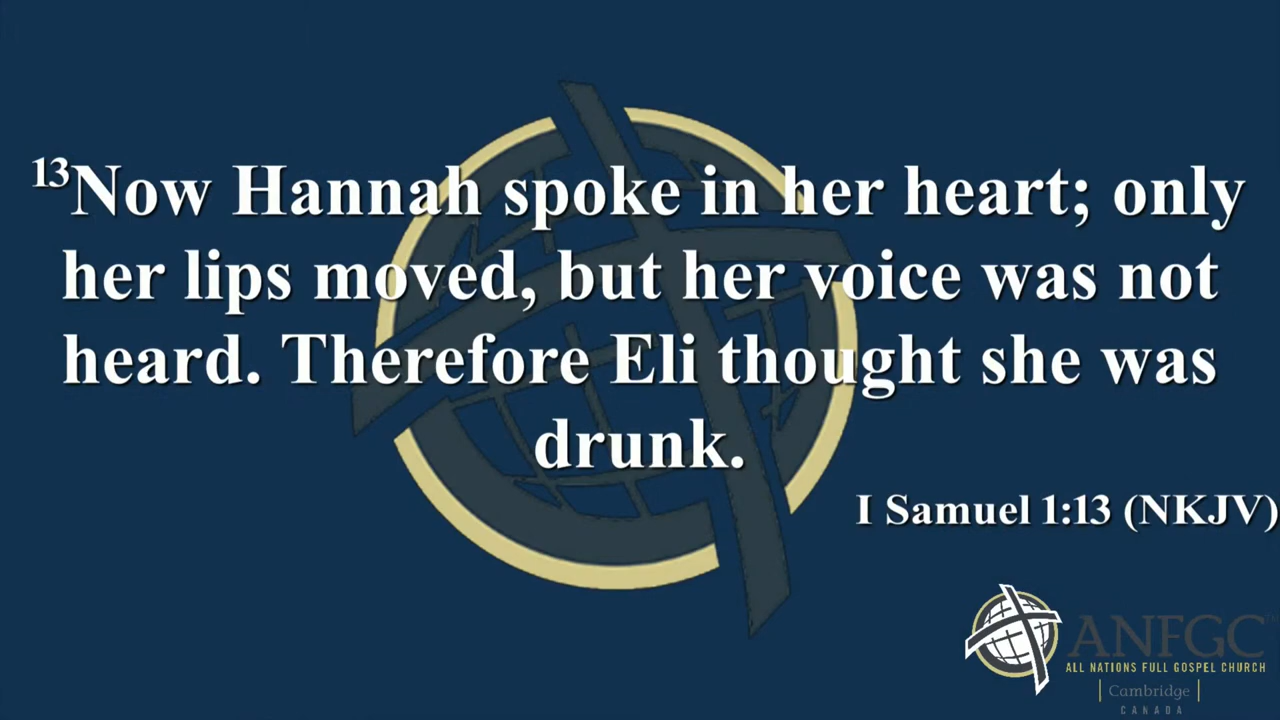 13Now Hannah spoke in her heart; only
her lips moved, but her voice was not
heard. Therefore Eli thought she was
drunk.
I Samuel 1:13 (NKJV)
ANFGC
ALL NATIONS FULL GOSPEL CHURCH
| Cambridge |
CANADA